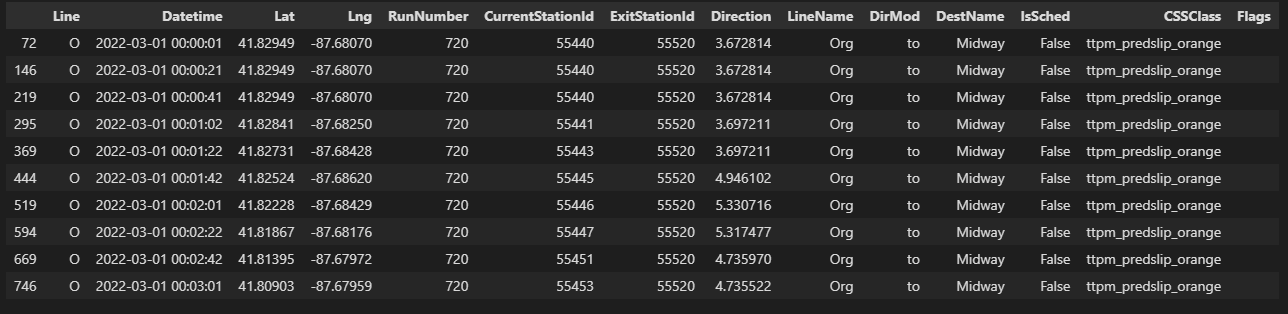 Line Datetime Lat Lng RunNumber CurrentStationId ExitStationId Direction LineName DirMod DestName IsSched CSSClass Flags
72 O 2022-03-01 00:00:01 41.82949 -87.68070 720 55440 55520 3.672814 Org to Midway False ttpm_predslip_orange
146 O 2022-03-01 00:00:21 41.82949 -87.68070 720 55440 55520 3.672814 Org to Midway False ttpm_predslip_orange
219 O 2022-03-01 00:00:41 41.82949 -87.68070 720 55440 55520 3.672814 Org to Midway False ttpm_predslip_orange
295 O 2022-03-01 00:01:02 41.82841 -87.68250 720 55441 55520 3.697211 Org to Midway False ttpm_predslip_orange
369 O 2022-03-01 00:01:22 41.82731 -87.68428 720 55443 55520 3.697211 Org to Midway False ttpm_predslip_orange
444 O 2022-03-01 00:01:42 41.82524 -87.68620 720 55445 55520 4.946102 Org to Midway False ttpm_predslip_orange
519 O 2022-03-01 00:02:01 41.82228 -87.68429 720 55446 55520 5.330716 Org to Midway False ttpm_predslip_orange
594 O 2022-03-01 00:02:22 41.81867 -87.68176 720 55447 55520 5.317477 Org to Midway False ttpm_predslip_orange
669 O 2022-03-01 00:02:42 41.81395 -87.67972 720 55451 55520 4.735970 Org to Midway False ttpm_predslip_orange
746 O 2022-03-01 00:03:01 41.80903 -87.67959 720 55453 55520 4.735522 Org to Midway False ttpm_predslip_orange